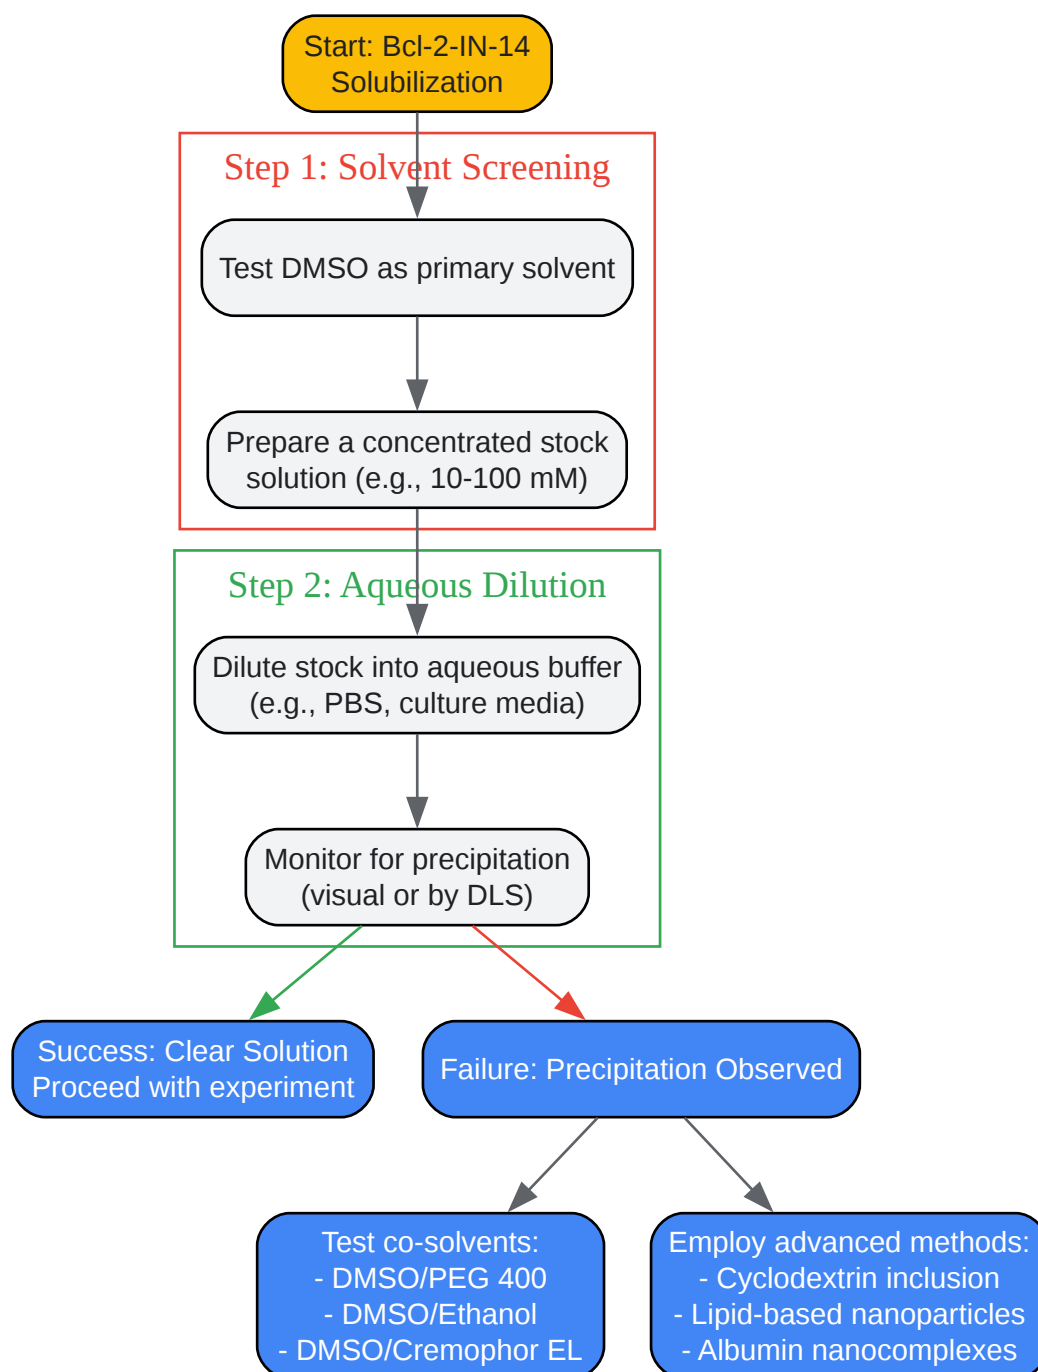 Start: Bcl-2-IN-14
Solubilization
Step 1: Solvent Screening
Test DMSO as primary solvent
Prepare a concentrated stock
solution (e.g., 10-100 mM)
Step 2: Aqueous Dilution
Dilute stock into aqueous buffer
(e.g., PBS, culture media)
Monitor for precipitation
(visual or by DLS)
Success: Clear Solution
Proceed with experiment
Failure: Precipitation Observed
Test co-solvents:
- DMSO/PEG 400
- DMSO/Ethanol
- DMSO/Cremophor EL
Employ advanced methods:
- Cyclodextrin inclusion
- Lipid-based nanoparticles
- Albumin nanocomplexes